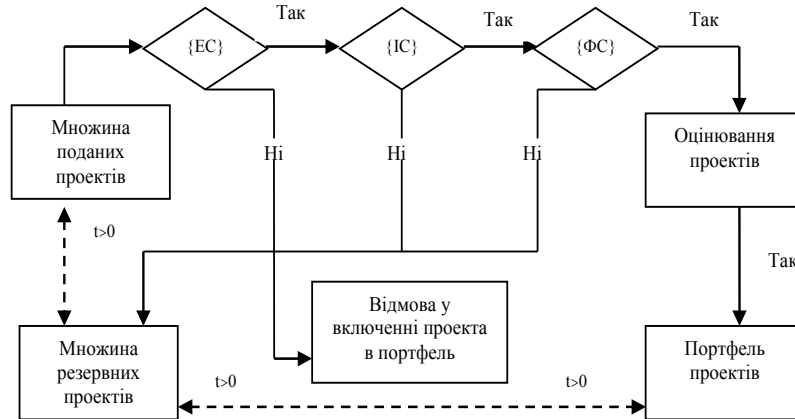 Так
Так
Так
{ЕС}
{ІС}
{ФС}
Множина
поданих
проектів
Оцінювання
проектів
Ні
Ні
Ні
t>0
Так
Відмова у
включенні проекта
в портфель
Множина
резервних
проектів
Портфель
проектів
t>0
t>0